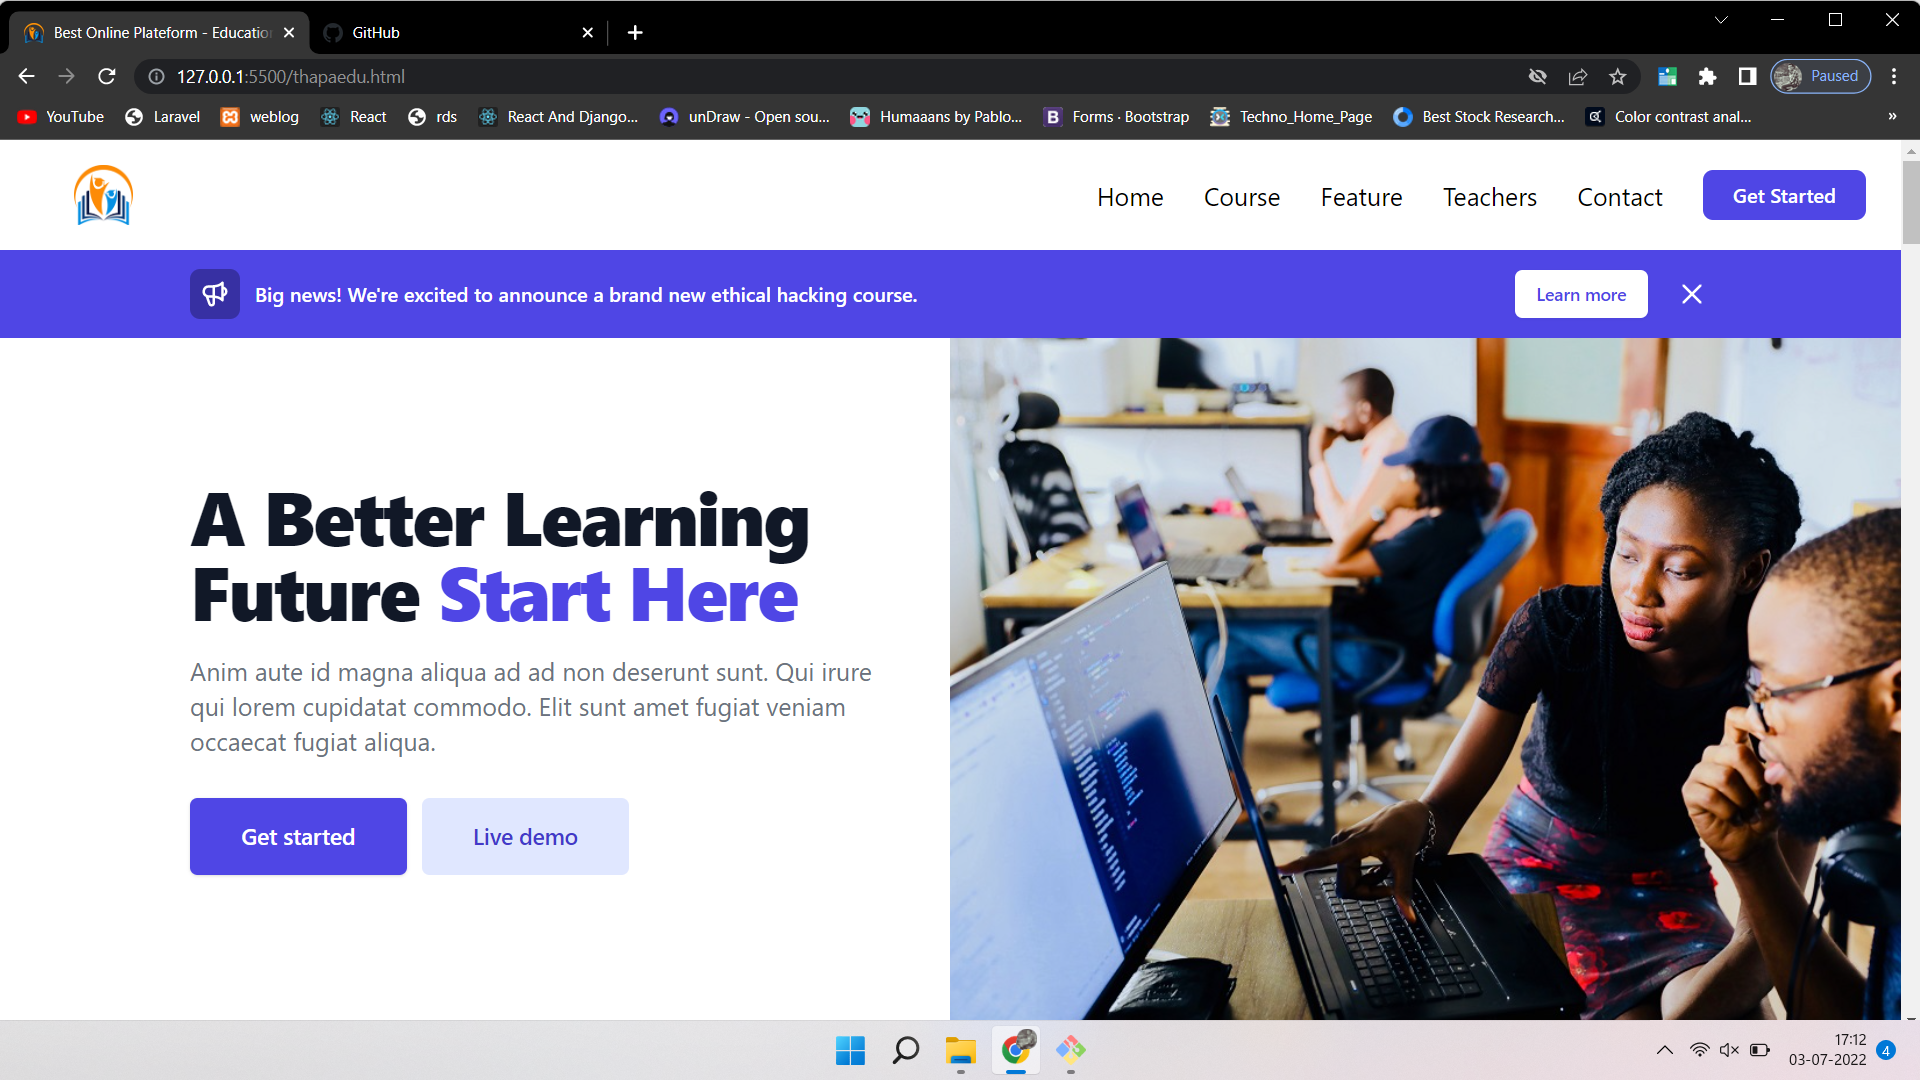 Best Online Plateform - Education
GitHub
127.0.0.1:5500/thapaedu.html
Paused
YouTube
Laravel
weblog
React
rds
React And Django...
unDraw - Open sou...
Humaaans by Pablo...
Forms · Bootstrap
Techno_Home_Page
Best Stock Research...
Color contrast anal...
»
Home
Course
Feature
Teachers
Contact
Get Started
Big news! We're excited to announce a brand new ethical hacking course.
Learn more
A Better Learning
Future Start Here
Anim aute id magna aliqua ad ad non deserunt sunt. Qui irure
qui lorem cupidatat commodo. Elit sunt amet fugiat veniam
occaecat fugiat aliqua.
Get started
Live demo
17:12
03-07-2022
4